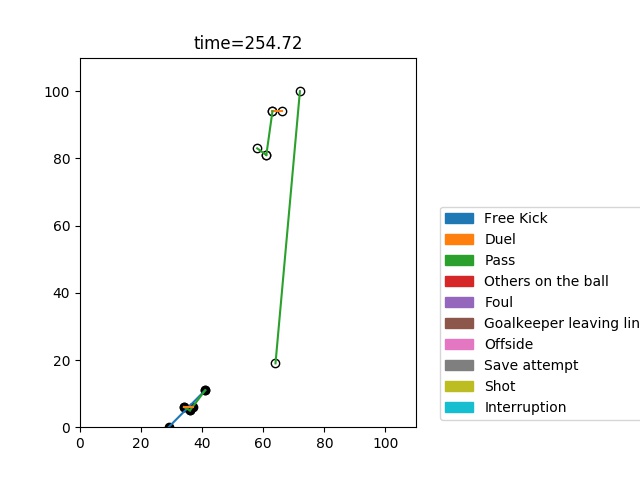 time=254.72
100
80
60
40
20
0
0 20 40 60 80 100
Free Kick
Duel
Pass
Others on the ball
Foul
Goalkeeper leaving lin
Offside
Save attempt
Shot
Interruption